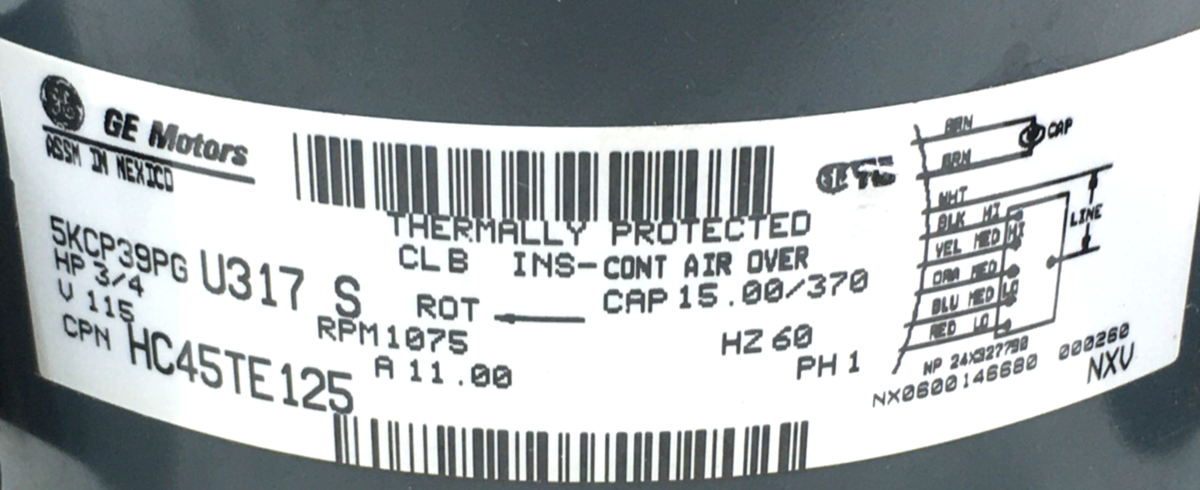 GE Motors
ASSM IN MEXICO
THERMALLY PROTECTED
CLB INS-CONT AIR OVER
5KCP39PG U317 S
HP 3/4
V 115
ROT
CAP 15.00/370
RPM 1075
HZ 60
CPN HC45TE125
A 11.00
PH 1
BRN
CAP
BRN
WHT
BLK HI
LINE
YEL MED HI
ORA MED
BLU MED LO
RED LO
NP 24X327790
NX0600146680 000260
NXV